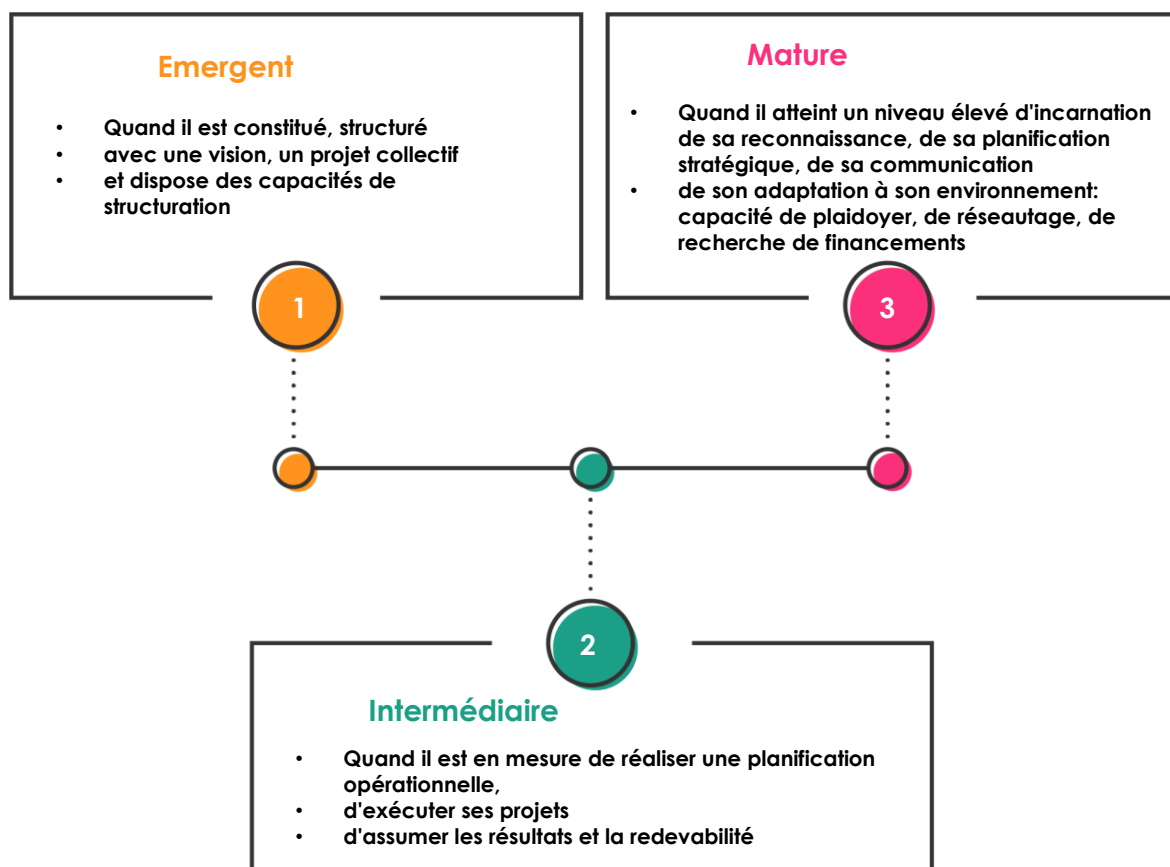 Emergent
• Quand il est constitué, structuré
• avec une vision, un projet collectif
• et dispose des capacités de
structuration
1
Mature
• Quand il atteint un niveau élevé d'incarnation
de sa reconnaissance, de sa planification
stratégique, de sa communication
• de son adaptation à son environnement:
capacité de plaidoyer, de réseautage, de
recherche de financements
3
2
Intermédiaire
• Quand il est en mesure de réaliser une planification
opérationnelle,
• d'exécuter ses projets
• d'assumer les résultats et la redevabilité